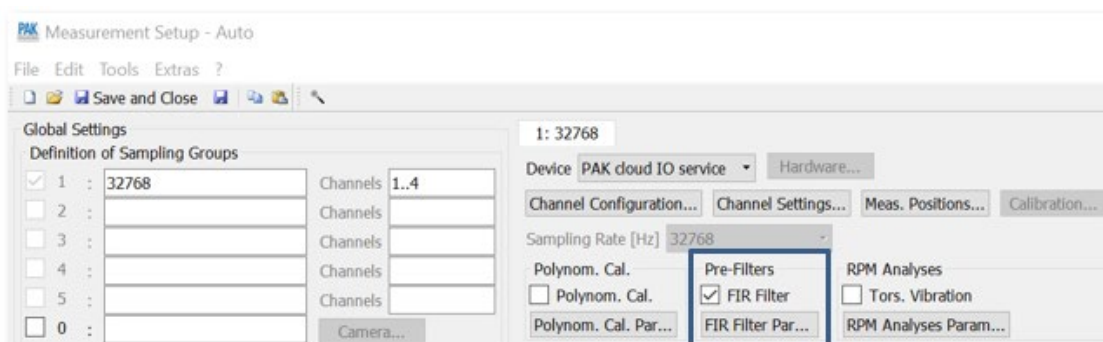 PAK Measurement Setup - Auto
File Edit Tools Extras ?
Save and Close
Global Settings
Definition of Sampling Groups
1 : 32768 Channels 1..4
2 : Channels
3 : Channels
4 : Channels
5 : Channels
0 : Camera...
1: 32768
Device PAK cloud IO service Hardware...
Channel Configuration... Channel Settings... Meas. Positions... Calibration...
Sampling Rate [Hz] 32768
Polynom. Cal. Pre-Filters RPM Analyses
Polynom. Cal. FIR Filter Tors. Vibration
Polynom. Cal. Par... FIR Filter Par... RPM Analyses Param...